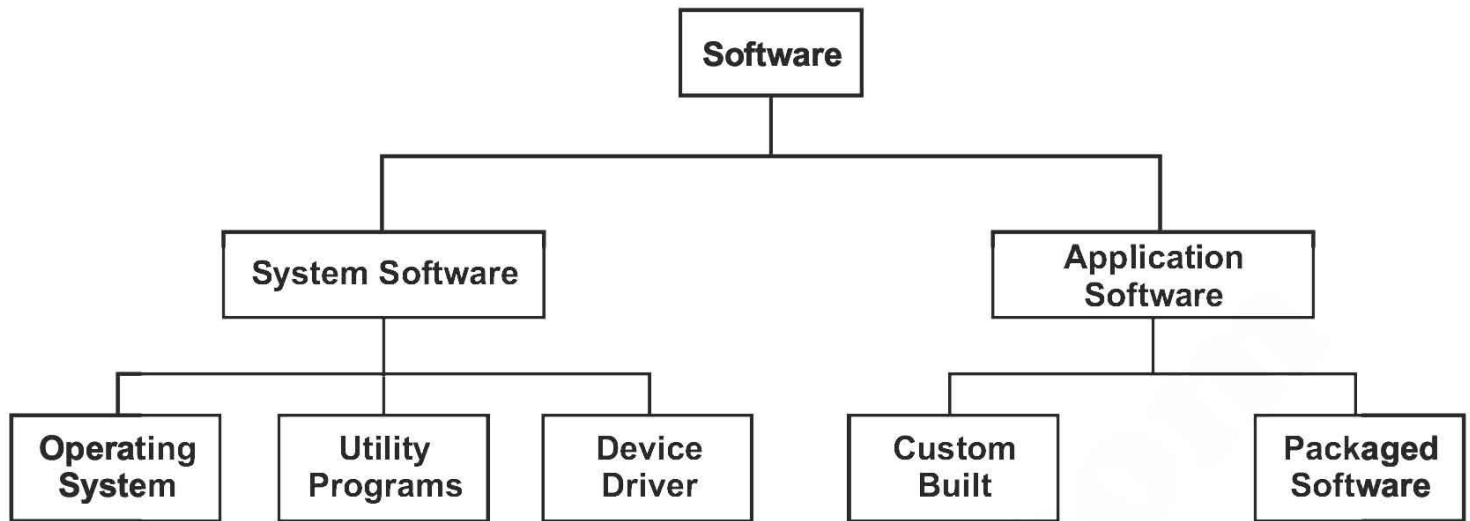 Software
System Software
Application
Software
Operating
System
Utility
Programs
Device
Driver
Custom
Built
Packaged
Software